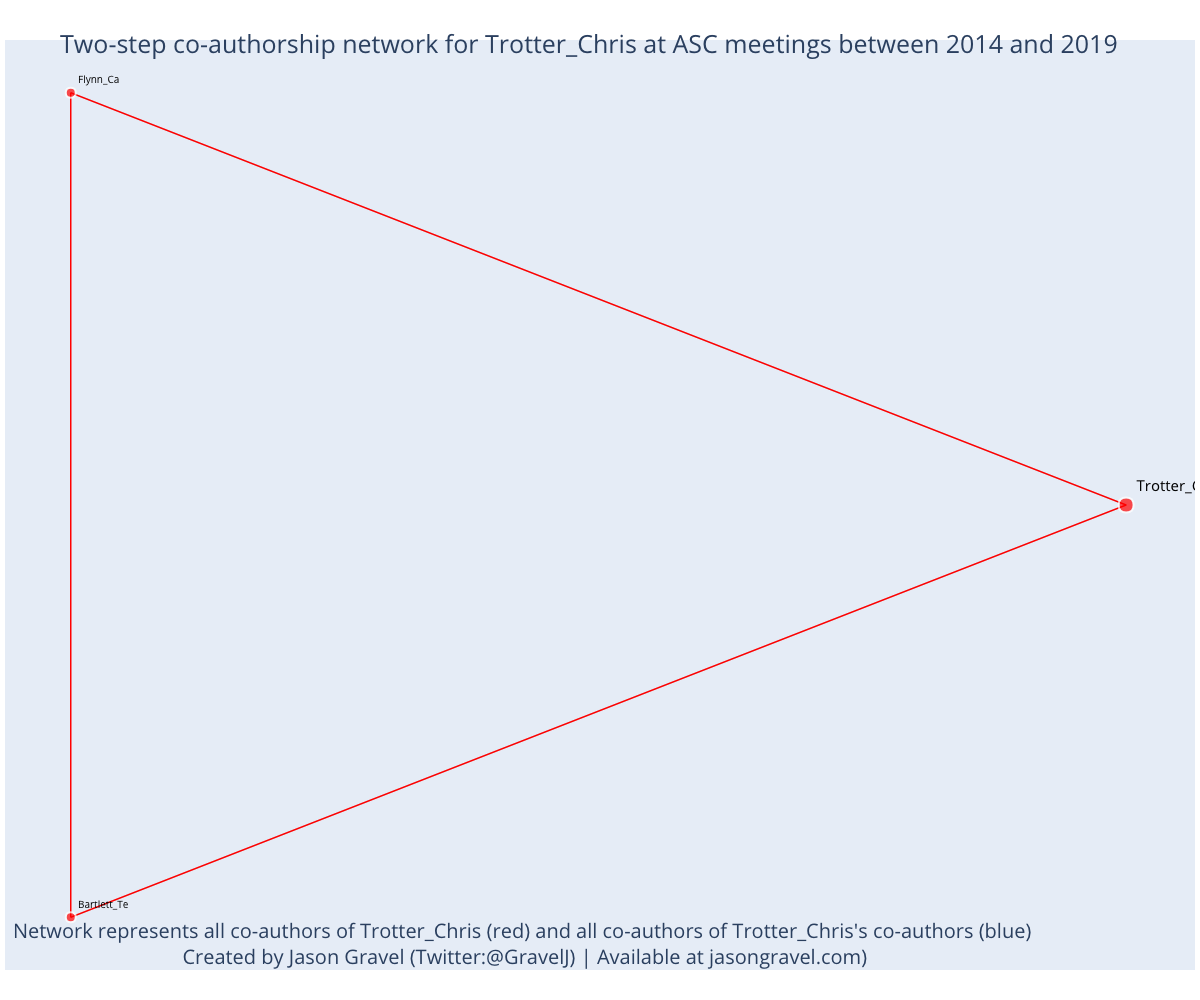 Two-step co-authorship network for Trotter_Chris at ASC meetings between 2014 and 2019
Flynn_Ca
Trotter_C
Bartlett_Te
Network represents all co-authors of Trotter_Chris (red) and all co-authors of Trotter_Chris's co-authors (blue)
Created by Jason Gravel (Twitter:@GravelJ) | Available at jasongravel.com)